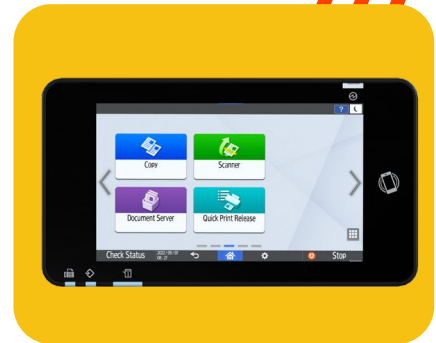 ?
Copy
Scanner
Document Server
Quick Print Release
Check Status
Stop